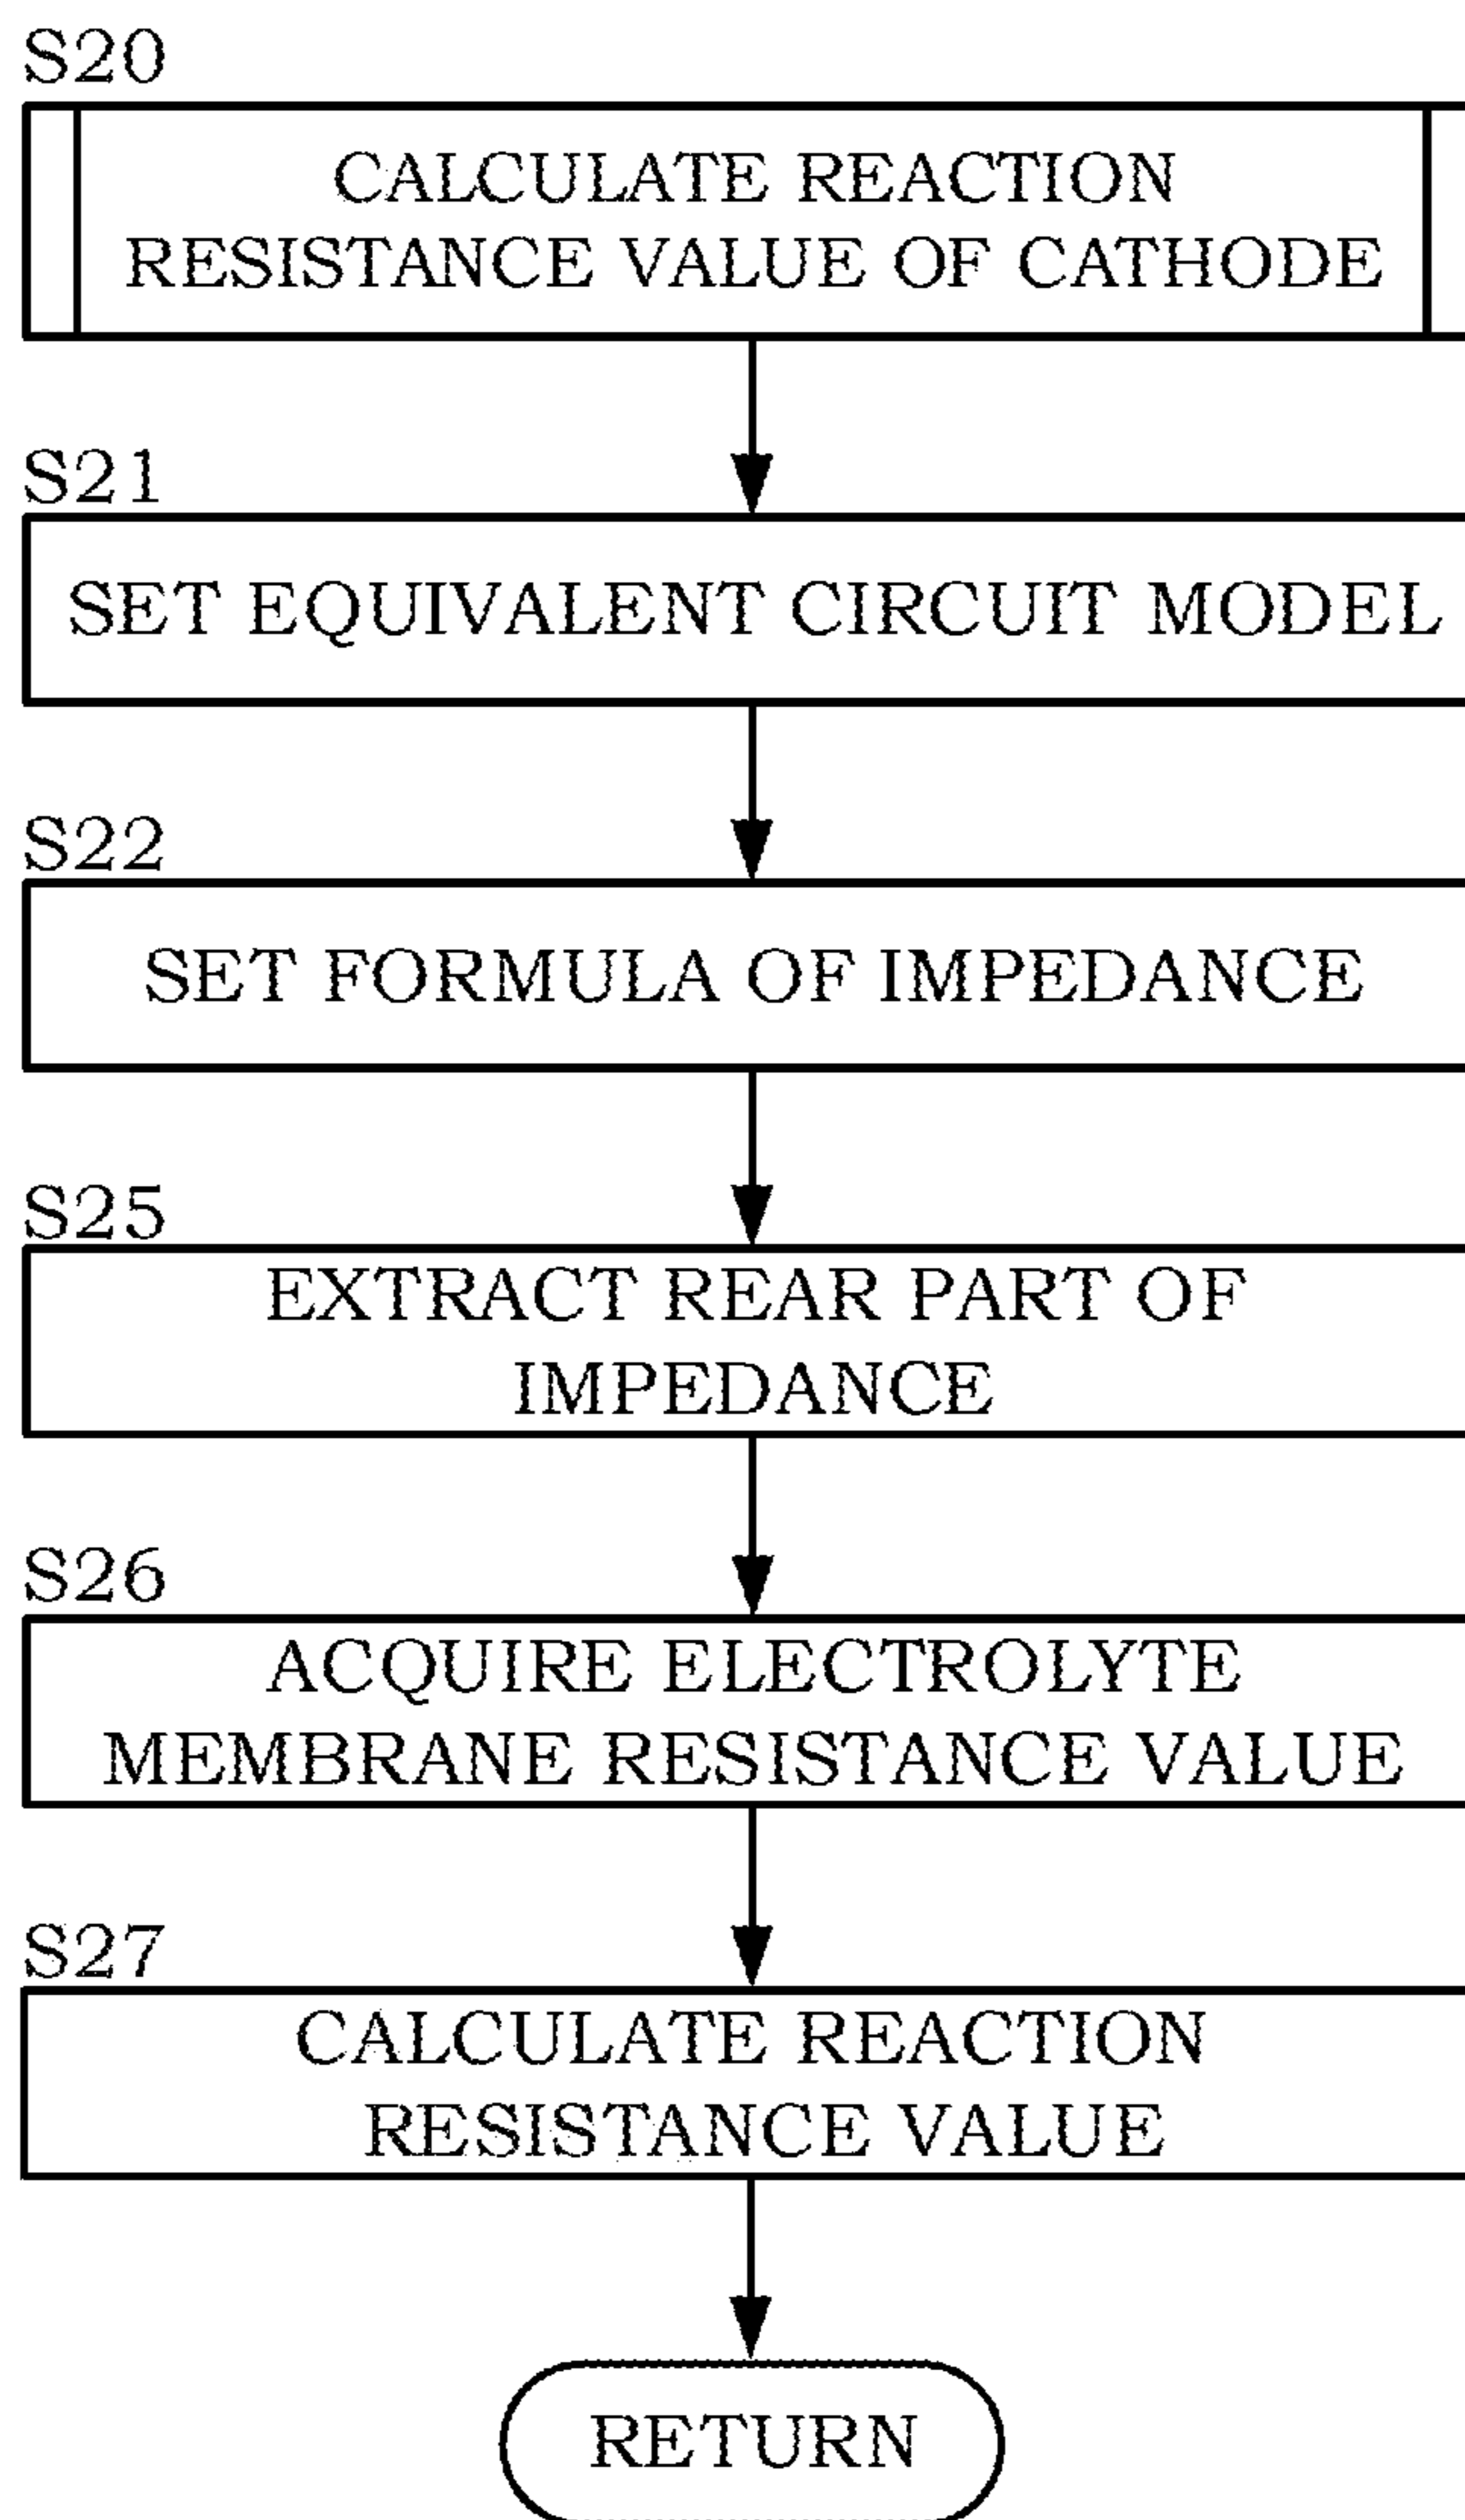 S20
CALCULATE REACTION
RESISTANCE VALUE OF CATHODE
S21
SET EQUIVALENT CIRCUIT MODEL
S22
SET FORMULA OF IMPEDANCE
S25
EXTRACT REAR PART OF
IMPEDANCE
S26
ACQUIRE ELECTROLYTE
MEMBRANE RESISTANCE VALUE
S27
CALCULATE REACTION
RESISTANCE VALUE
RETURN